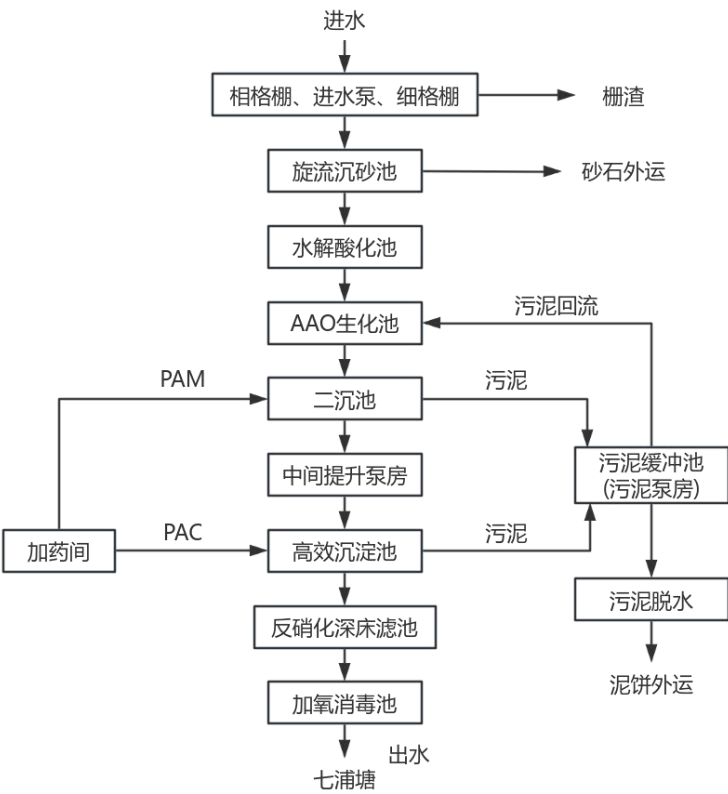 进水
相格棚、进水泵、细格棚
栅渣
旋流沉砂池
砂石外运
水解酸化池
污泥回流
AAO生化池
PAM
污泥
二沉池
中间提升泵房
污泥缓冲池
(污泥泵房)
加药间
PAC
高效沉淀池
污泥
污泥脱水
反硝化深床滤池
泥饼外运
加氧消毒池
出水
七浦塘